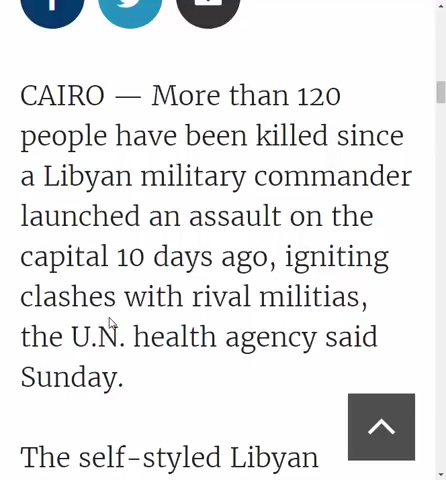 CAIRO — More than 120
people have been killed since
a Libyan military commander
launched an assault on the
capital 10 days ago, igniting
clashes with rival militias,
the U.N. health agency said
Sunday.
The self-styled Libyan